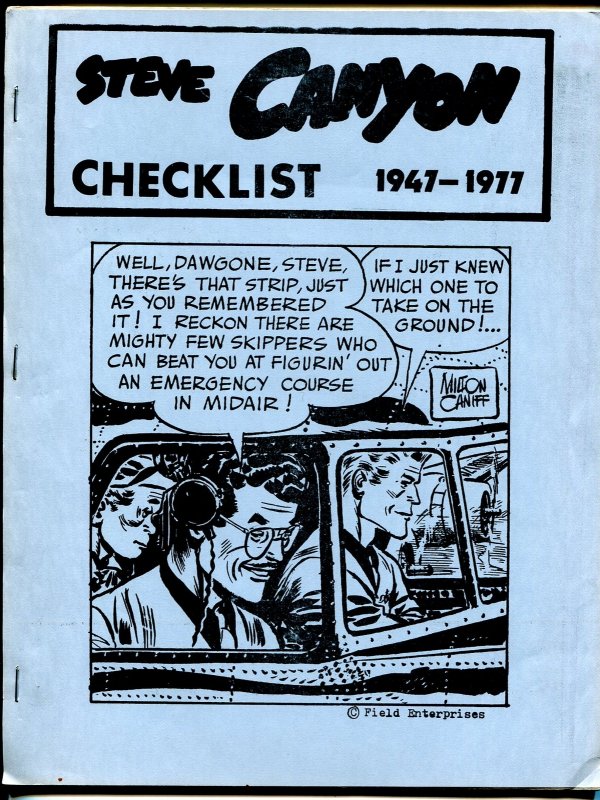 STEVE CANYON
CHECKLIST 1947-1977
WELL, DAWGONE, STEVE,
THERE'S THAT STRIP, JUST
AS YOU REMEMBERED
IT! I RECKON THERE ARE
MIGHTY FEW SKIPPERS WHO
CAN BEAT YOU AT FIGURIN' OUT
AN EMERGENCY COURSE
IN MIDAIR!
IF I JUST KNEW
WHICH ONE TO
TAKE ON THE
GROUND!...
MILTON
CANIFF
© Field Enterprises